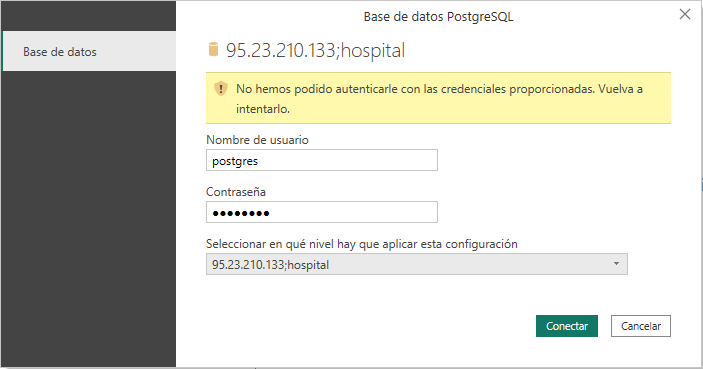 Base de datos PostgreSQL
Base de datos
95.23.210.133;hospital
No hemos podido autenticarle con las credenciales proporcionadas. Vuelva a
intentarlo.
Nombre de usuario
postgres
Contraseña
●●●●●●●●
Seleccionar en qué nivel hay que aplicar esta configuración
95.23.210.133;hospital
Conectar
Cancelar